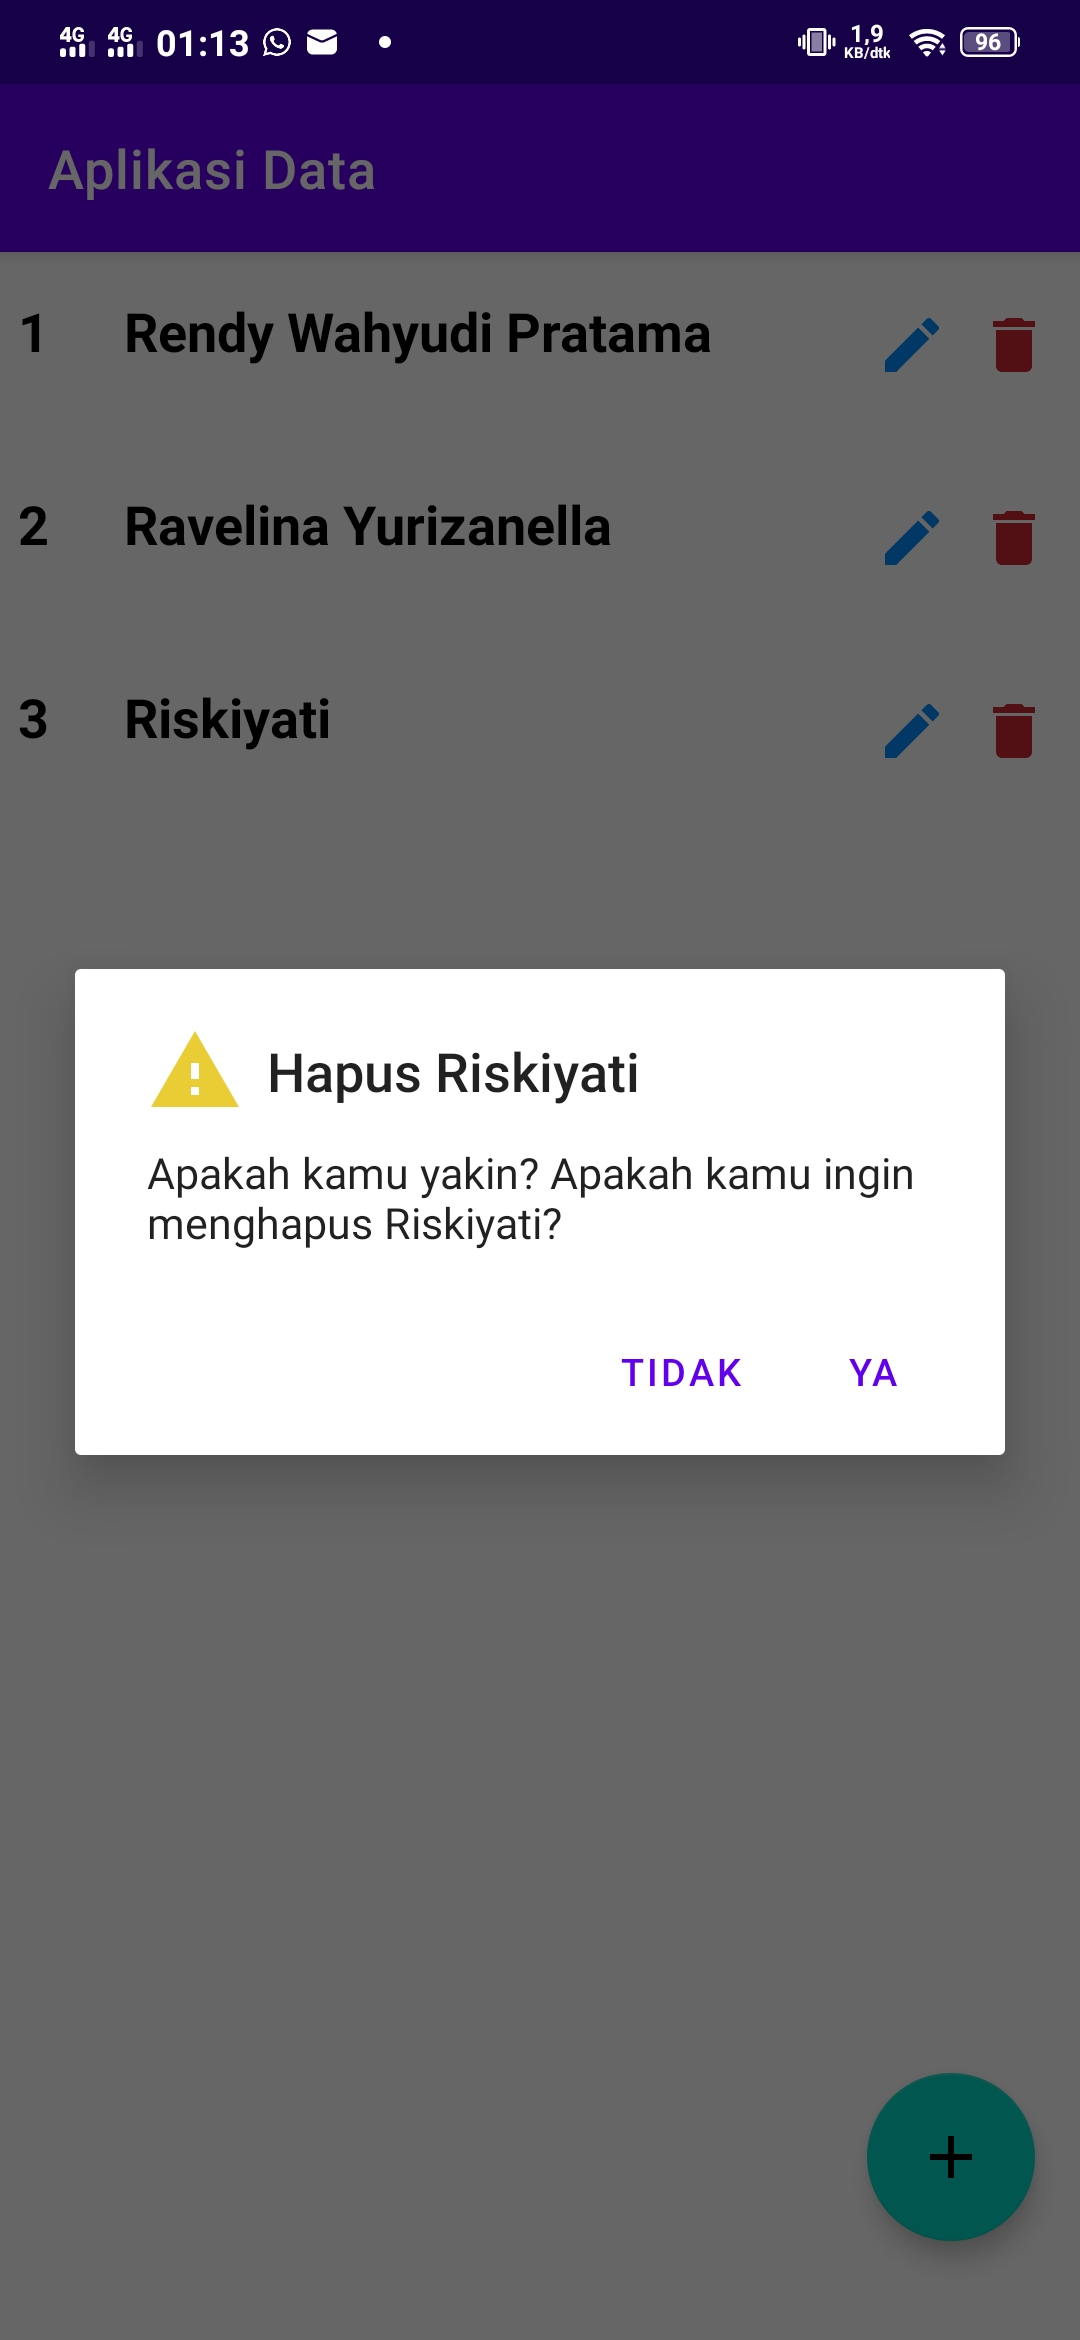 4G 4G 01:13 1,9 KB/dtk 96
Aplikasi Data
1 Rendy Wahyudi Pratama
2 Ravelina Yurizanella
3 Riskiyati
Hapus Riskiyati
Apakah kamu yakin? Apakah kamu ingin
menghapus Riskiyati?
TIDAK YA